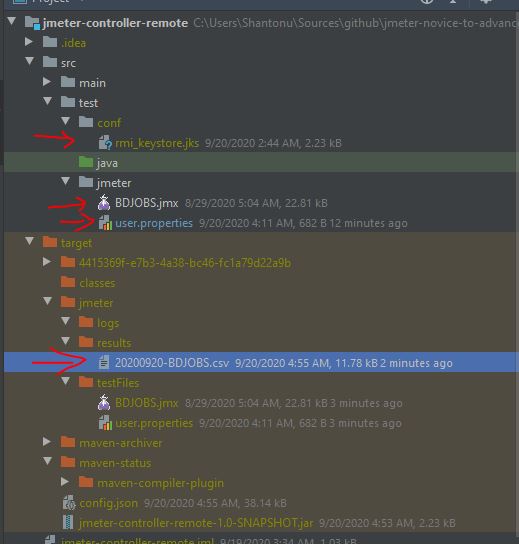 jmeter-controller-remote C:\Users\Shantonu\Sources\github\jmeter-novice-to-advanc
.idea
src
main
test
conf
rmi_keystore.jks 9/20/2020 2:44 AM, 2.23 kB
java
jmeter
BDJOBS.jmx 8/29/2020 5:04 AM, 22.81 kB
user.properties 9/20/2020 4:11 AM, 682 B 12 minutes ago
target
4415369f-e7b3-4a38-bc46-fc1a79d22a9b
classes
jmeter
logs
results
20200920-BDJOBS.csv 9/20/2020 4:55 AM, 11.78 kB 2 minutes ago
testFiles
BDJOBS.jmx 8/29/2020 5:04 AM, 22.81 kB 3 minutes ago
user.properties 9/20/2020 4:11 AM, 682 B 3 minutes ago
maven-archiver
maven-status
maven-compiler-plugin
config.json 9/20/2020 4:55 AM, 38.14 kB
jmeter-controller-remote-1.0-SNAPSHOT.jar 9/20/2020 4:53 AM, 2.23 kB
jmeter-controller-remote.iml 9/19/2020 3:34 AM, 1.03 kB